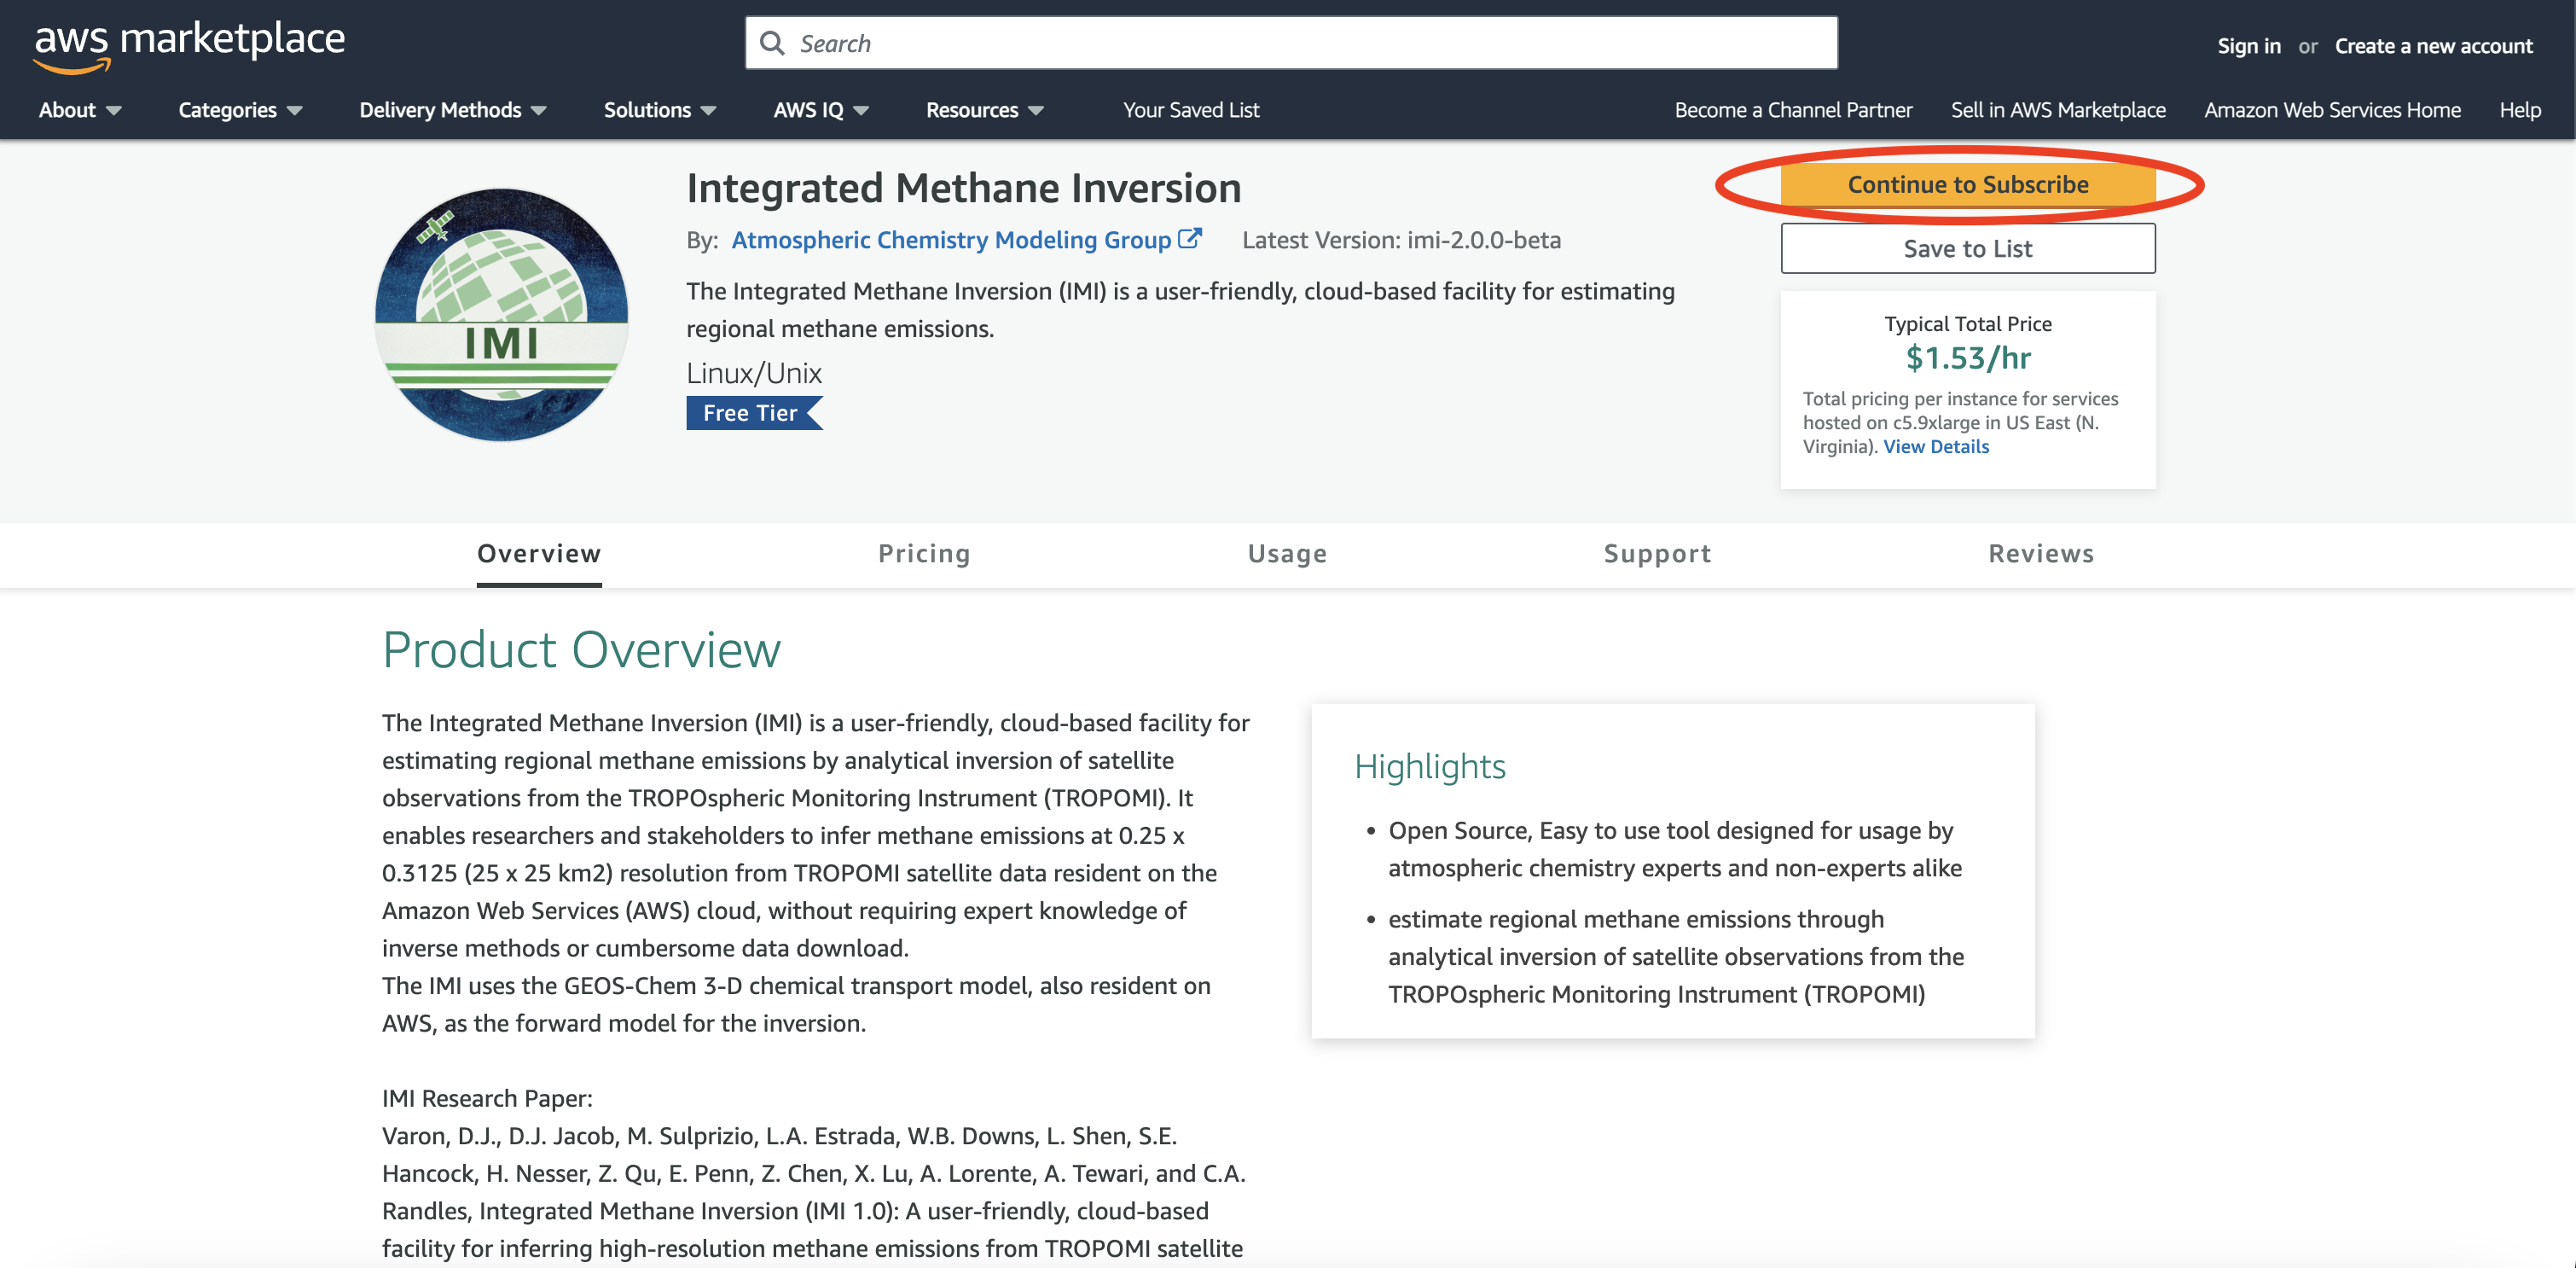 aws marketplace
Search
Sign in or Create a new account
About Categories Delivery Methods Solutions AWS IQ Resources Your Saved List Become a Channel Partner Sell in AWS Marketplace Amazon Web Services Home Help
IMI
Integrated Methane Inversion
By: Atmospheric Chemistry Modeling Group Latest Version: imi-2.0.0-beta
The Integrated Methane Inversion (IMI) is a user-friendly, cloud-based facility for estimating
regional methane emissions.
Linux/Unix
Free Tier
Continue to Subscribe
Save to List
Typical Total Price
$1.53/hr
Total pricing per instance for services
hosted on c5.9xlarge in US East (N.
Virginia). View Details
Overview Pricing Usage Support Reviews
Product Overview
The Integrated Methane Inversion (IMI) is a user-friendly, cloud-based facility for
estimating regional methane emissions by analytical inversion of satellite
observations from the TROPOspheric Monitoring Instrument (TROPOMI). It
enables researchers and stakeholders to infer methane emissions at 0.25 x
0.3125 (25 x 25 km2) resolution from TROPOMI satellite data resident on the
Amazon Web Services (AWS) cloud, without requiring expert knowledge of
inverse methods or cumbersome data download.
The IMI uses the GEOS-Chem 3-D chemical transport model, also resident on
AWS, as the forward model for the inversion.
IMI Research Paper:
Varon, D.J., D.J. Jacob, M. Sulprizio, L.A. Estrada, W.B. Downs, L. Shen, S.E.
Hancock, H. Nesser, Z. Qu, E. Penn, Z. Chen, X. Lu, A. Lorente, A. Tewari, and C.A.
Randles, Integrated Methane Inversion (IMI 1.0): A user-friendly, cloud-based
facility for inferring high-resolution methane emissions from TROPOMI satellite
Highlights
• Open Source, Easy to use tool designed for usage by
atmospheric chemistry experts and non-experts alike
• estimate regional methane emissions through
analytical inversion of satellite observations from the
TROPOspheric Monitoring Instrument (TROPOMI)